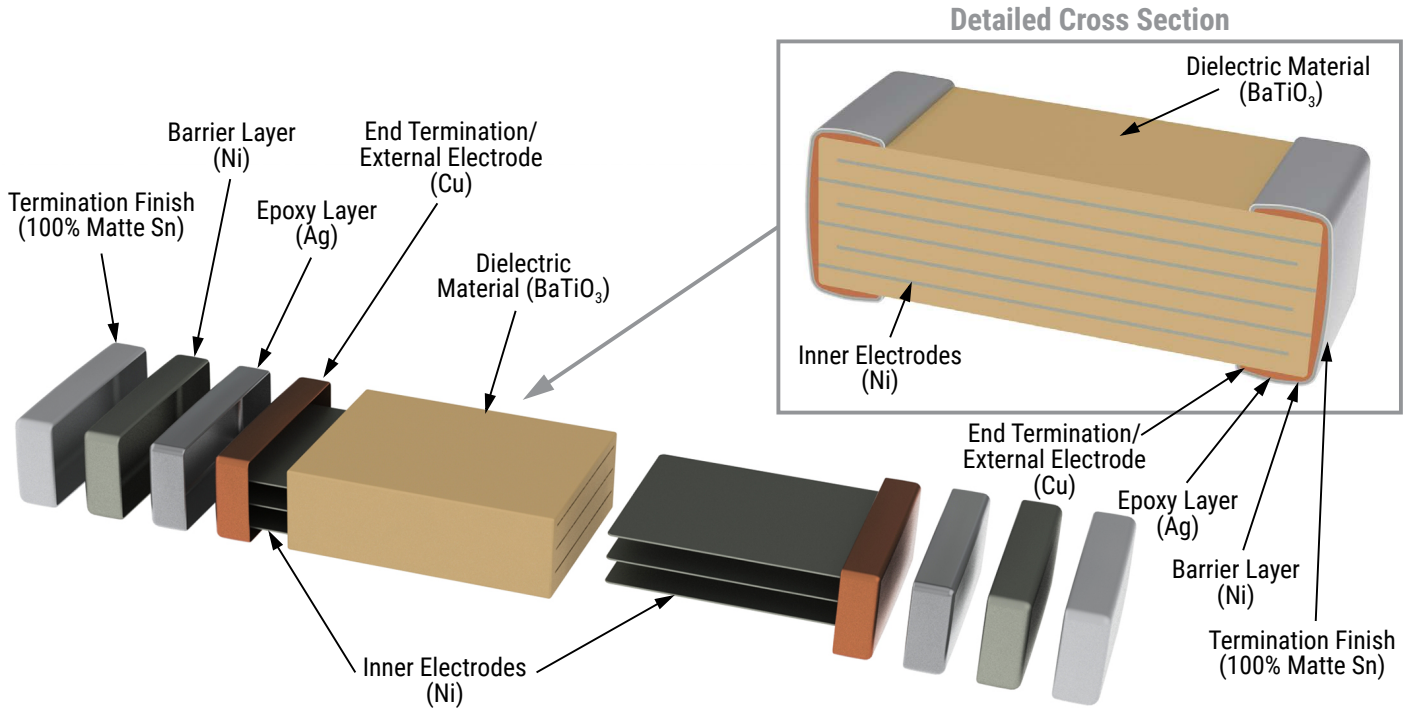 Detailed Cross Section
Dielectric Material
(BaTiO₃)
Inner Electrodes
(Ni)
End Termination/
External Electrode
(Cu)
Epoxy Layer
(Ag)
Barrier Layer
(Ni)
Termination Finish
(100% Matte Sn)
Termination Finish
(100% Matte Sn)
Barrier Layer
(Ni)
Epoxy Layer
(Ag)
End Termination/
External Electrode
(Cu)
Dielectric
Material (BaTiO₃)
Inner Electrodes
(Ni)